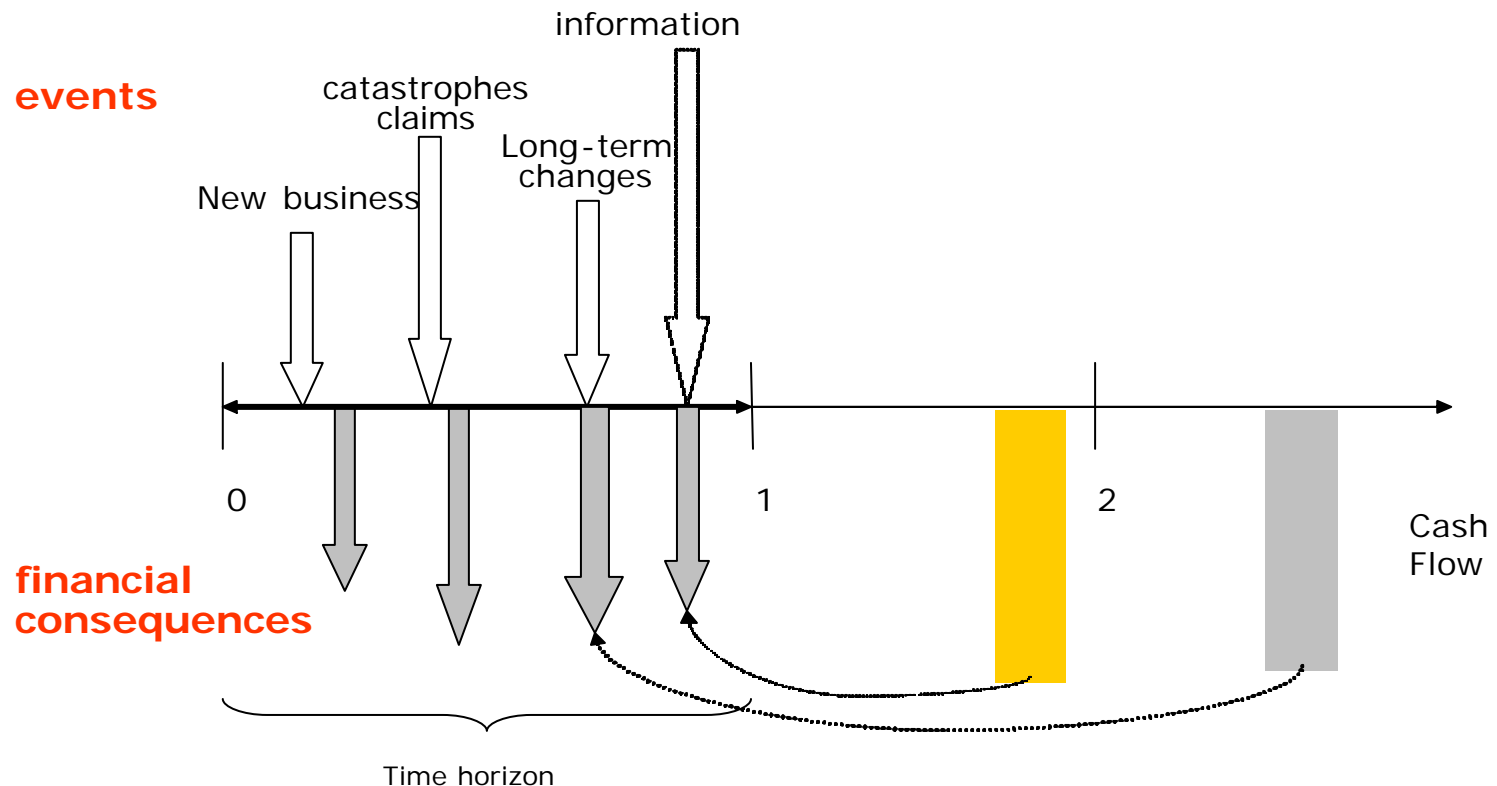 information
events
catastrophes
claims
Long-term
changes
New business
0
1
2
Cash
Flow
financial
consequences
Time horizon